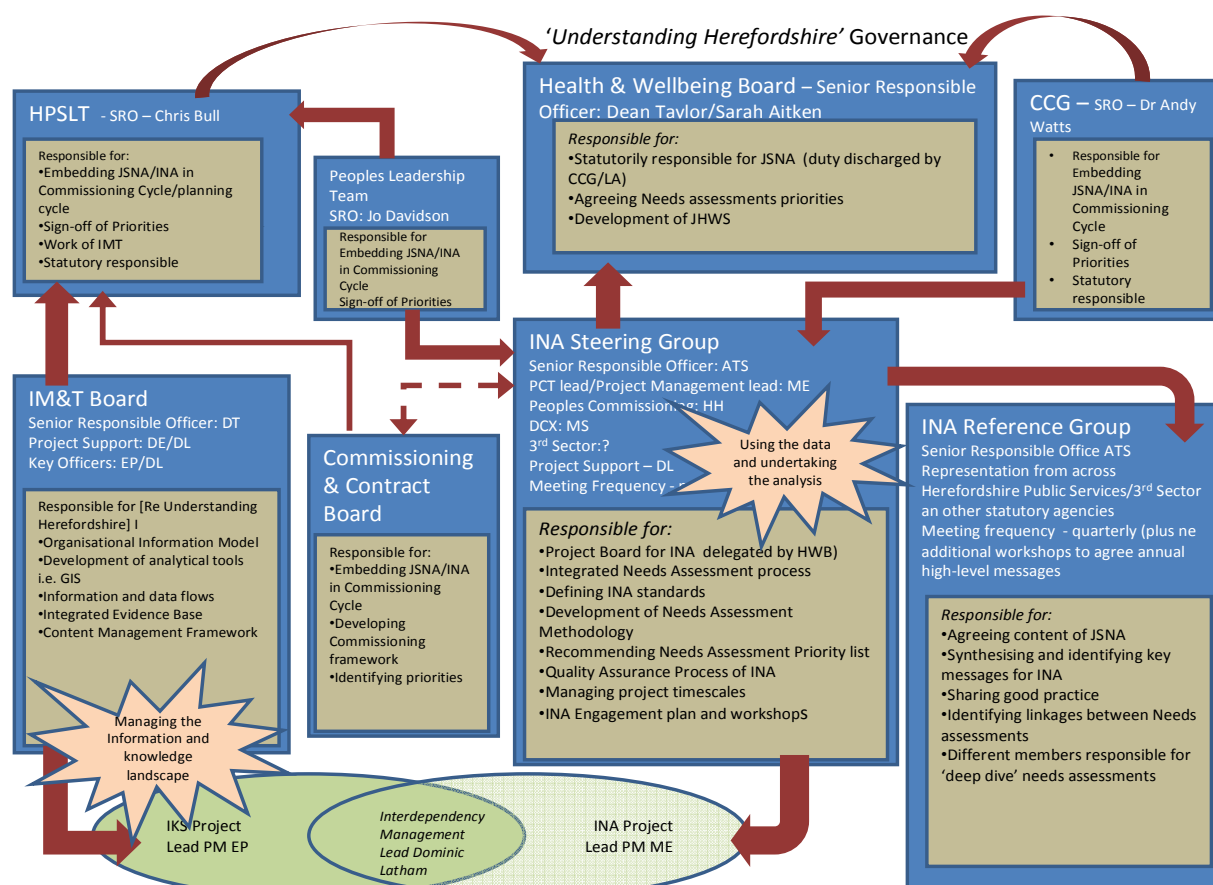 ‘Understanding Herefordshire’ Governance
HPSLT - SRO – Chris Bull
Responsible for:
•Embedding JSNA/INA in
Commissioning Cycle/planning
cycle
•Sign-off of Priorities
•Work of IMT
•Statutory responsible
Peoples Leadership
Team
SRO: Jo Davidson
Responsible for
Embedding JSNA/INA
in Commissioning
Cycle
Sign-off of Priorities
Health & Wellbeing Board – Senior Responsible
Officer: Dean Taylor/Sarah Aitken
Responsible for:
•Statutorily responsible for JSNA (duty discharged by
CCG/LA)
•Agreeing Needs assessments priorities
•Development of JHWS
CCG – SRO – Dr Andy
Watts
• Responsible for
Embedding
JSNA/INA in
Commissioning
Cycle
• Sign-off of
Priorities
• Statutory
responsible
IM&T Board
Senior Responsible Officer: DT
Project Support: DE/DL
Key Officers: EP/DL
Responsible for [Re Understanding
Herefordshire] I
•Organisational Information Model
•Development of analytical tools
i.e. GIS
•Information and data flows
•Integrated Evidence Base
•Content Management Framework
Managing the
Information and
knowledge
landscape
Commissioning
& Contract
Board
Responsible for:
•Embedding JSNA/INA
in Commissioning
Cycle
•Developing
Commissioning
framework
•Identifying priorities
INA Steering Group
Senior Responsible Officer: ATS
PCT lead/Project Management lead: ME
Peoples Commissioning: HH
DCX: MS
3rd Sector:?
Project Support – DL
Meeting Frequency -
Using the data
and undertaking
the analysis
Responsible for:
•Project Board for INA delegated by HWB)
•Integrated Needs Assessment process
•Defining INA standards
•Development of Needs Assessment
Methodology
•Recommending Needs Assessment Priority list
•Quality Assurance Process of INA
•Managing project timescales
•INA Engagement plan and workshops
INA Reference Group
Senior Responsible Office ATS
Representation from across
Herefordshire Public Services/3rd Sector
an other statutory agencies
Meeting frequency - quarterly (plus ne
additional workshops to agree annual
high-level messages
Responsible for:
•Agreeing content of JSNA
•Synthesising and identifying key
messages for INA
•Sharing good practice
•Identifying linkages between Needs
assessments
•Different members responsible for
‘deep dive’ needs assessments
IKS Project
Lead PM EP
Interdependency
Management
Lead Dominic
Latham
INA Project
Lead PM ME